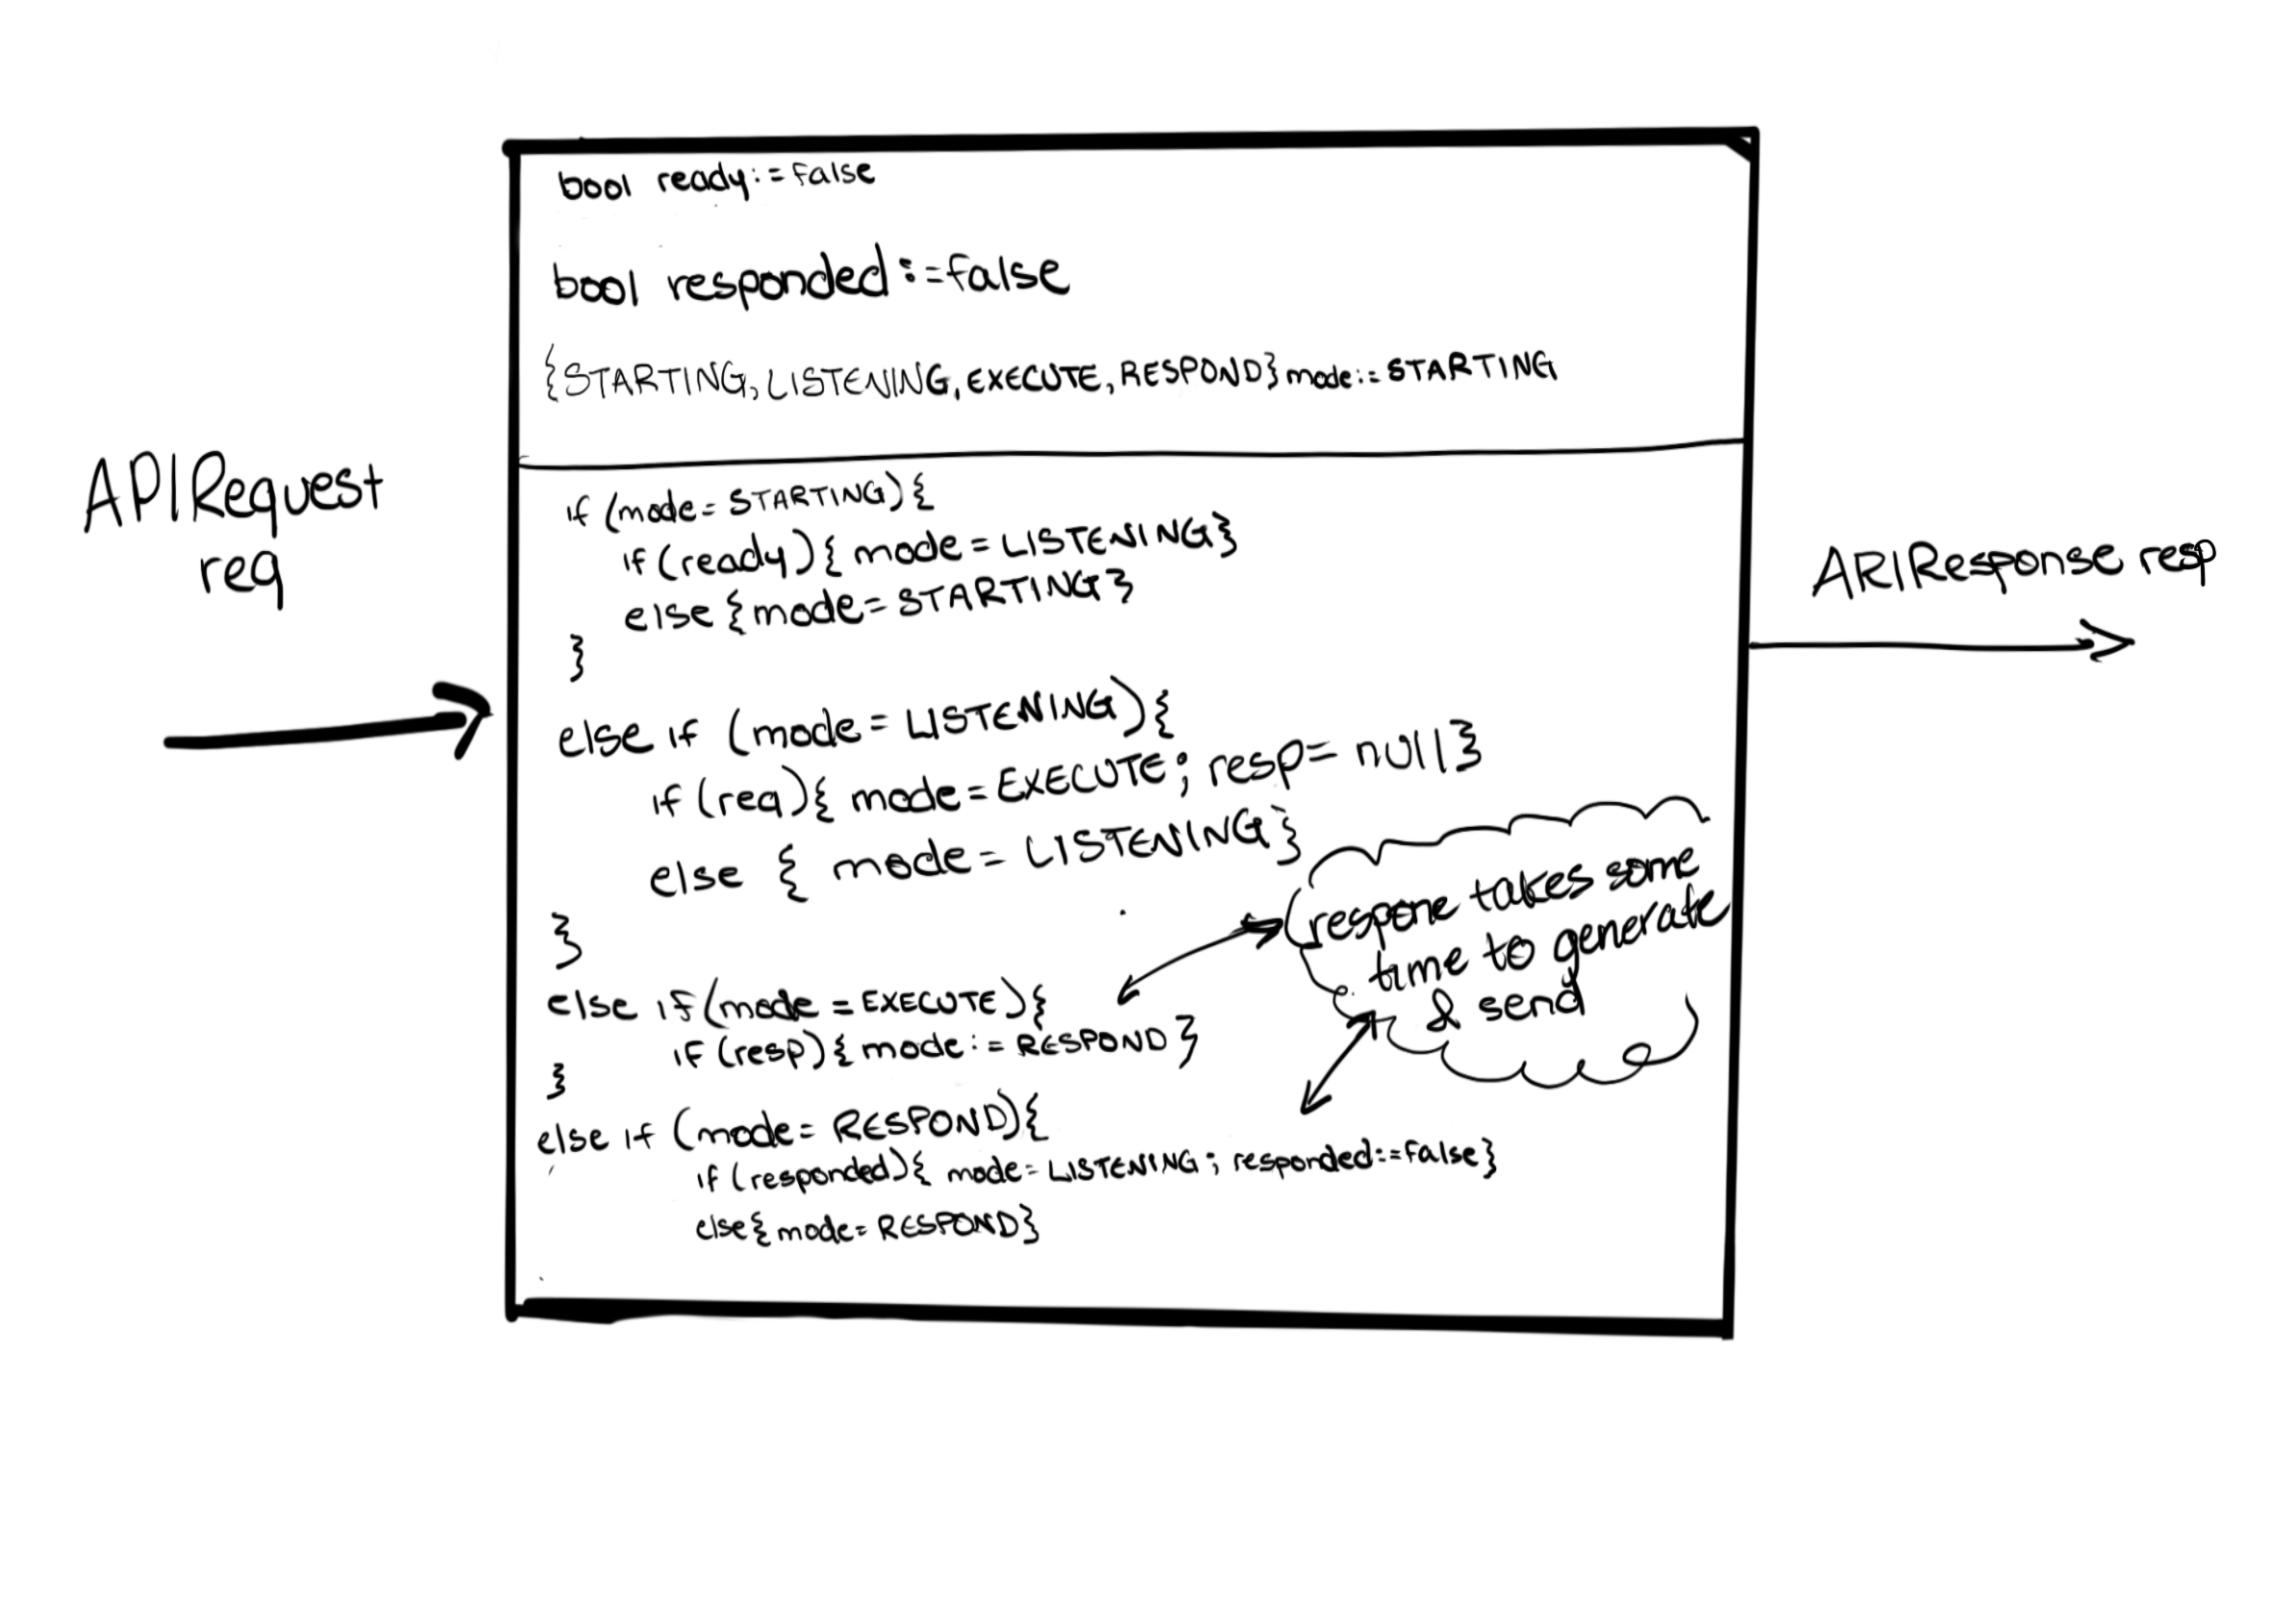 bool ready:=false
bool responded:=false
{STARTING, LISTENING, EXECUTE, RESPOND} mode:=STARTING
APIRequest
req
if (mode = STARTING){
if (ready){ mode = LISTENING}
else {mode= STARTING}
}
else if (mode = LISTENING){
if (req){ mode = EXECUTE; resp= null}
else { mode = LISTENING}
}
else if (mode = EXECUTE){
if (resp){ mode := RESPOND }
}
else if (mode = RESPOND){
if (responded){ mode= LISTENING; responded:=false}
else{ mode= RESPOND}
respone takes some
time to generate
& send
ARIResponse resp